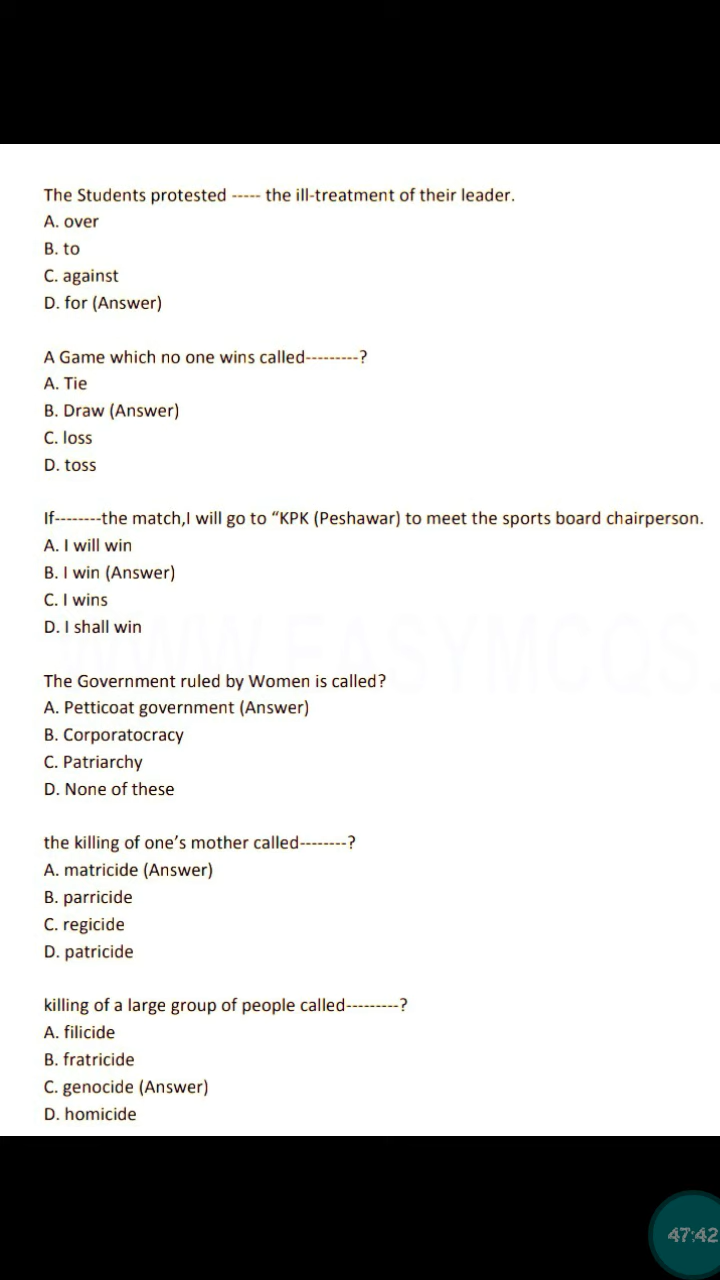 The Students protested ----- the ill-treatment of their leader.
A. over
B. to
C. against
D. for (Answer)
A Game which no one wins called---------?
A. Tie
B. Draw (Answer)
C. loss
D. toss
If--------the match,I will go to “KPK (Peshawar) to meet the sports board chairperson.
A. I will win
B. I win (Answer)
C. I wins
D. I shall win
WWW.EASYMCQS.
The Government ruled by Women is called?
A. Petticoat government (Answer)
B. Corporatocracy
C. Patriarchy
D. None of these
the killing of one’s mother called--------?
A. matricide (Answer)
B. parricide
C. regicide
D. patricide
killing of a large group of people called---------?
A. filicide
B. fratricide
C. genocide (Answer)
D. homicide
47:42